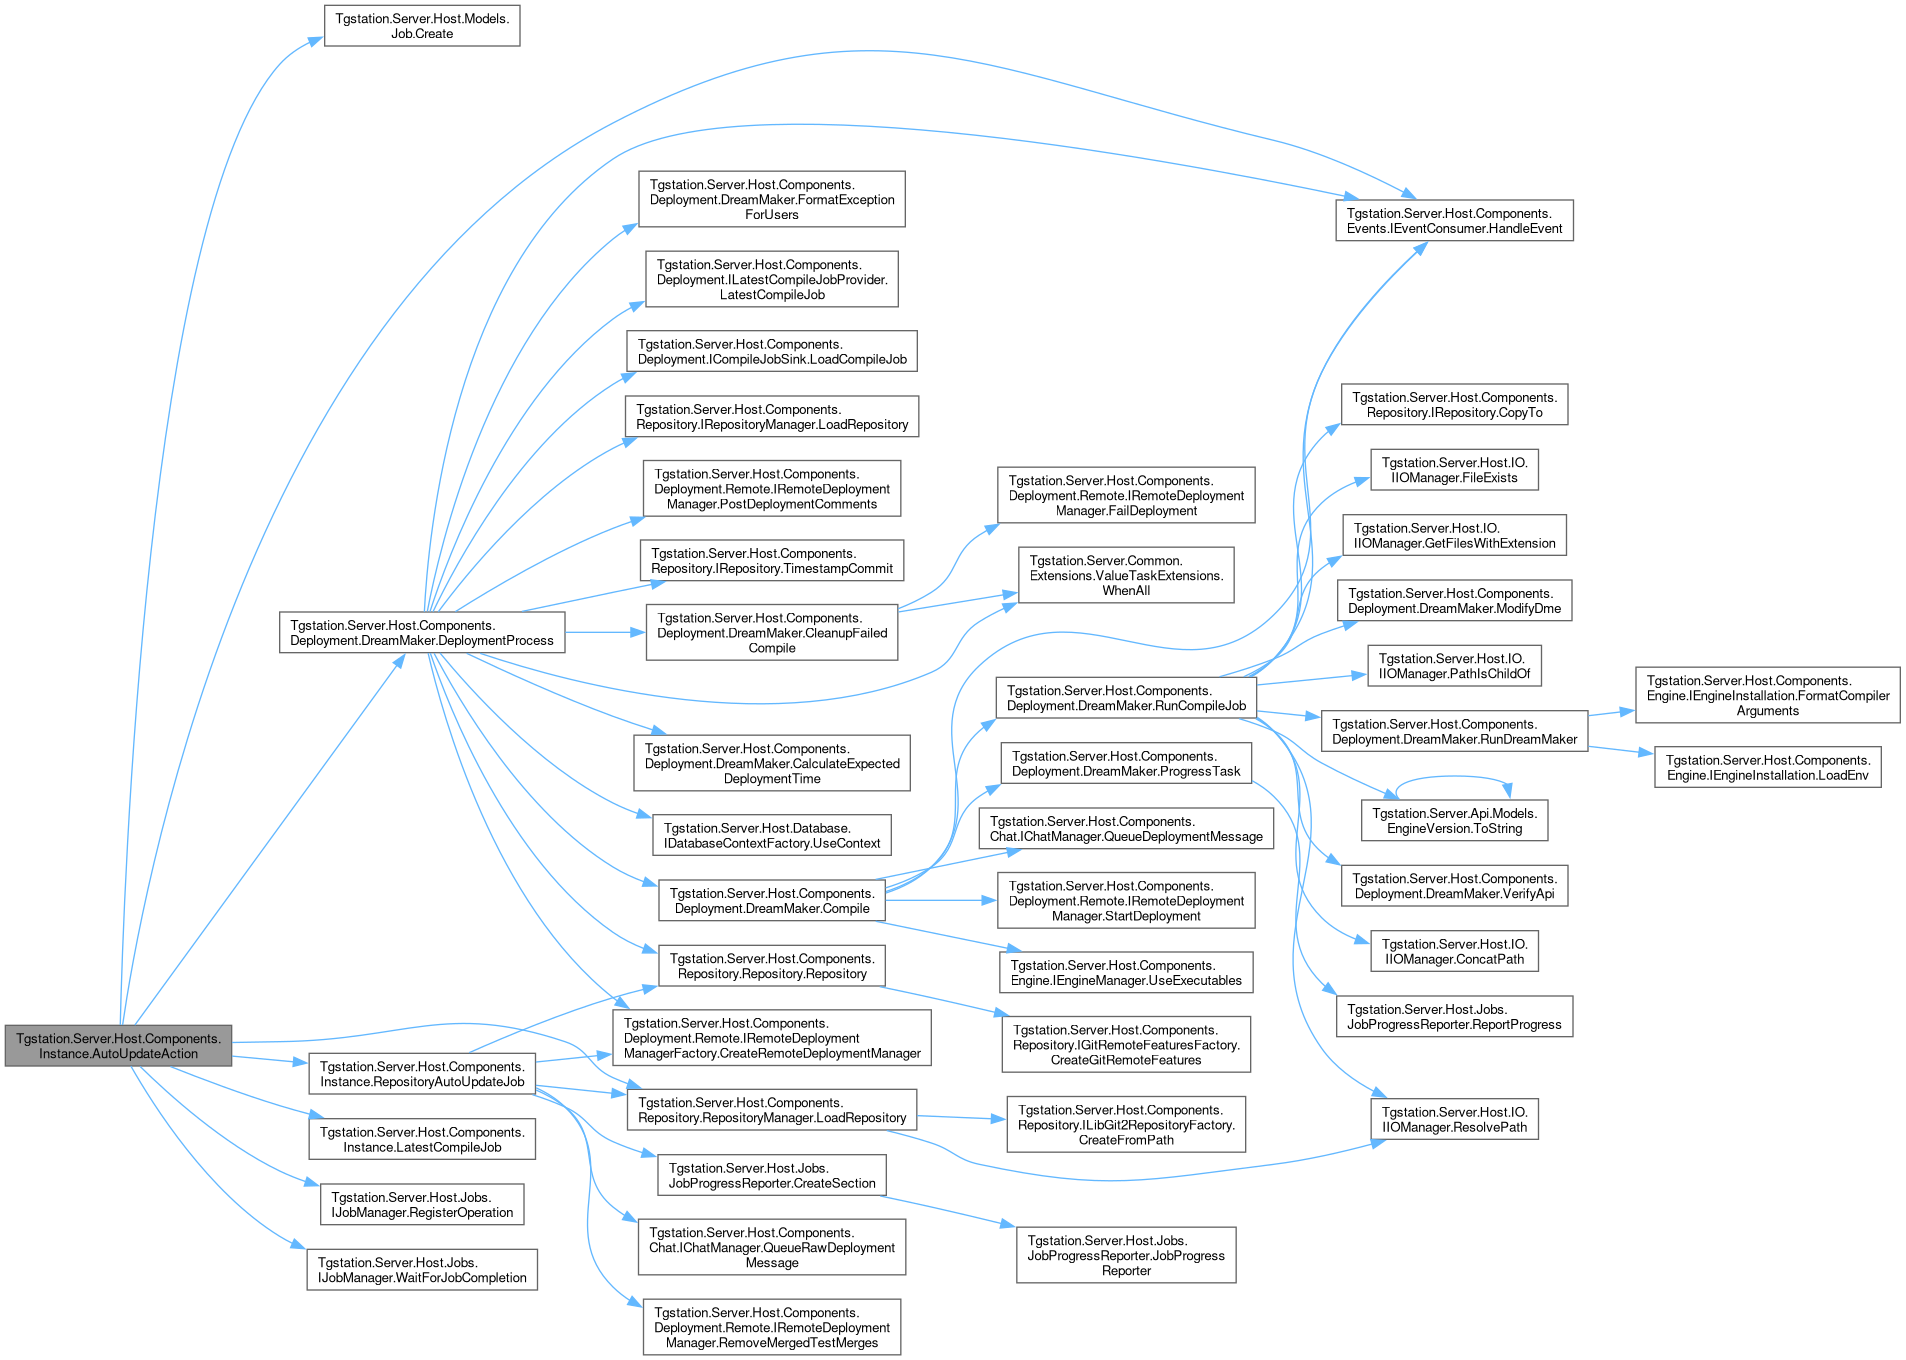 Tgstation.Server.Host.Components.
Instance.AutoUpdateAction
Tgstation.Server.Host.Models.
Job.Create
Tgstation.Server.Host.Components.
Deployment.DreamMaker.DeploymentProcess
Tgstation.Server.Host.Components.
Instance.RepositoryAutoUpdateJob
Tgstation.Server.Host.Components.
Instance.LatestCompileJob
Tgstation.Server.Host.Jobs.
IJobManager.RegisterOperation
Tgstation.Server.Host.Jobs.
IJobManager.WaitForJobCompletion
Tgstation.Server.Host.Components.
Deployment.DreamMaker.FormatException
ForUsers
Tgstation.Server.Host.Components.
Deployment.ILatestCompileJobProvider.
LatestCompileJob
Tgstation.Server.Host.Components.
Deployment.ICompileJobSink.LoadCompileJob
Tgstation.Server.Host.Components.
Repository.IRepositoryManager.LoadRepository
Tgstation.Server.Host.Components.
Deployment.Remote.IRemoteDeployment
Manager.PostDeploymentComments
Tgstation.Server.Host.Components.
Repository.IRepository.TimestampCommit
Tgstation.Server.Host.Components.
Deployment.DreamMaker.CleanupFailed
Compile
Tgstation.Server.Host.Components.
Deployment.DreamMaker.CalculateExpected
DeploymentTime
Tgstation.Server.Host.Database.
IDatabaseContextFactory.UseContext
Tgstation.Server.Host.Components.
Deployment.DreamMaker.Compile
Tgstation.Server.Host.Components.
Repository.Repository.Repository
Tgstation.Server.Host.Components.
Deployment.Remote.IRemoteDeployment
ManagerFactory.CreateRemoteDeploymentManager
Tgstation.Server.Host.Components.
Repository.RepositoryManager.LoadRepository
Tgstation.Server.Host.Jobs.
JobProgressReporter.CreateSection
Tgstation.Server.Host.Components.
Chat.IChatManager.QueueRawDeployment
Message
Tgstation.Server.Host.Components.
Deployment.Remote.IRemoteDeployment
Manager.RemoveMergedTestMerges
Tgstation.Server.Host.Components.
Deployment.Remote.IRemoteDeployment
Manager.FailDeployment
Tgstation.Server.Common.
Extensions.ValueTaskExtensions.
WhenAll
Tgstation.Server.Host.Components.
Deployment.DreamMaker.RunCompileJob
Tgstation.Server.Host.Components.
Deployment.DreamMaker.ProgressTask
Tgstation.Server.Host.Components.
Chat.IChatManager.QueueDeploymentMessage
Tgstation.Server.Host.Components.
Deployment.Remote.IRemoteDeployment
Manager.StartDeployment
Tgstation.Server.Host.Components.
Engine.IEngineManager.UseExecutables
Tgstation.Server.Host.Components.
Repository.IGitRemoteFeaturesFactory.
CreateGitRemoteFeatures
Tgstation.Server.Host.Components.
Repository.ILibGit2RepositoryFactory.
CreateFromPath
Tgstation.Server.Host.Jobs.
JobProgressReporter.JobProgress
Reporter
Tgstation.Server.Host.Components.
Events.IEventConsumer.HandleEvent
Tgstation.Server.Host.Components.
Repository.IRepository.CopyTo
Tgstation.Server.Host.IO.
IIOManager.FileExists
Tgstation.Server.Host.IO.
IIOManager.GetFilesWithExtension
Tgstation.Server.Host.Components.
Deployment.DreamMaker.ModifyDme
Tgstation.Server.Host.IO.
IIOManager.PathIsChildOf
Tgstation.Server.Host.Components.
Deployment.DreamMaker.RunDreamMaker
Tgstation.Server.Api.Models.
EngineVersion.ToString
Tgstation.Server.Host.Components.
Deployment.DreamMaker.VerifyApi
Tgstation.Server.Host.IO.
IIOManager.ConcatPath
Tgstation.Server.Host.Jobs.
JobProgressReporter.ReportProgress
Tgstation.Server.Host.IO.
IIOManager.ResolvePath
Tgstation.Server.Host.Components.
Engine.IEngineInstallation.FormatCompiler
Arguments
Tgstation.Server.Host.Components.
Engine.IEngineInstallation.LoadEnv